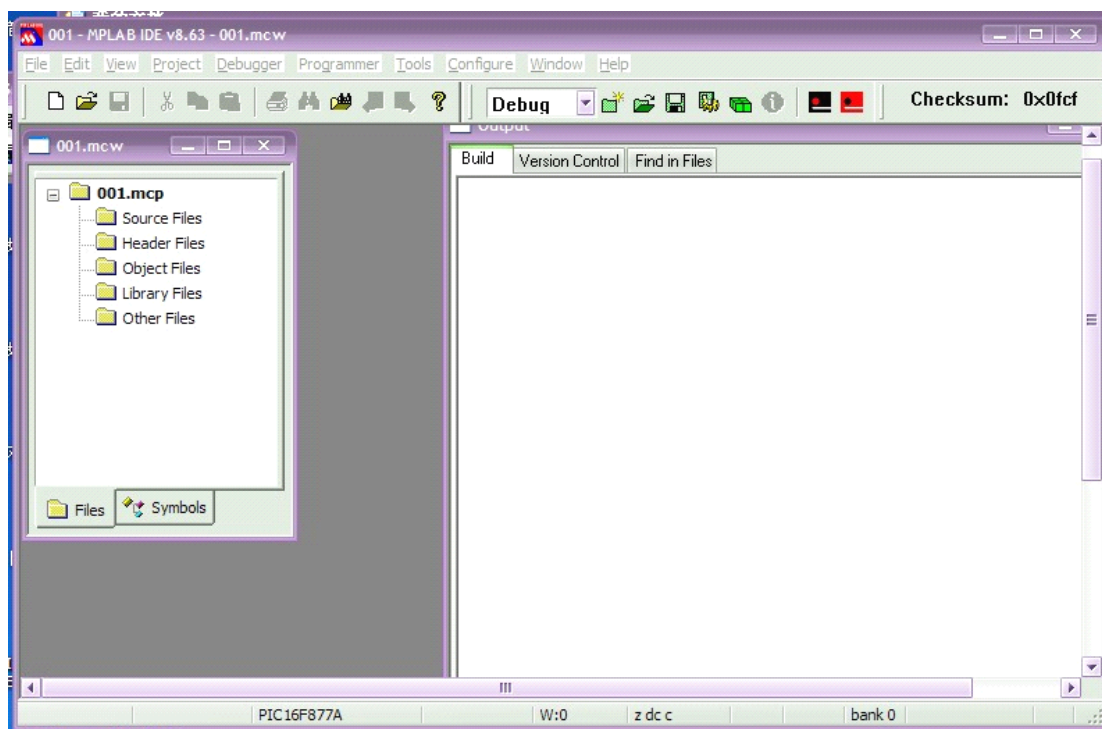 001 - MPLAB IDE v8.63 - 001.mcw
File Edit View Project Debugger Programmer Tools Configure Window Help
Debug Checksum: 0x0fcf
001.mcw
Output
Build Version Control Find in Files
001.mcp
Source Files
Header Files
Object Files
Library Files
Other Files
Files Symbols
PIC16F877A W:0 z dc c bank 0